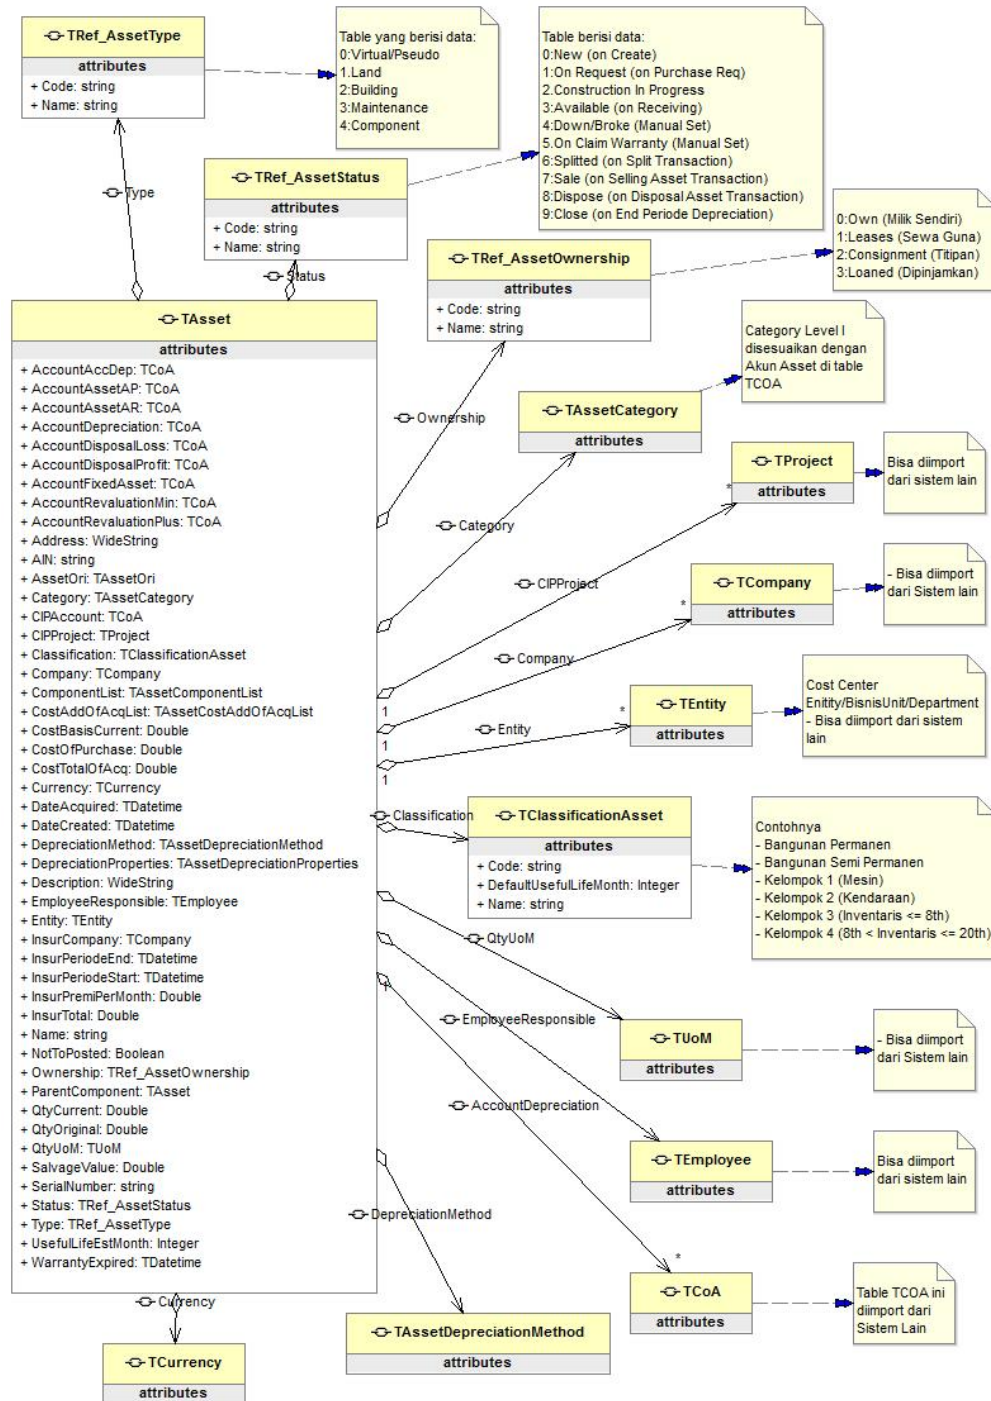 TRef_AssetType
attributes
+ Code: string
+ Name: string
Table yang berisi data:
0:Virtual/Pseudo
1.Land
2:Building
3:Maintenance
4:Component
Table berisi data:
0:New (on Create)
1:On Request (on Purchase Req)
2:Construction In Progress
3:Available (on Receiving)
4:Down/Broke (Manual Set)
5.On Claim Warranty (Manual Set)
6:Splitted (on Split Transaction)
7:Sale (on Selling Asset Transaction)
8:Dispose (on Disposal Asset Transaction)
9:Close (on End Periode Depreciation)
Type
TRef_AssetStatus
attributes
+ Code: string
+ Name: string
Status
TRef_AssetOwnership
attributes
+ Code: string
+ Name: string
0:Own (Milik Sendiri)
1:Leases (Sewa Guna)
2:Consignment (Titipan)
3:Loaned (Dipinjamkan)
TAsset
attributes
+ AccountAccDep: TCoA
+ AccountAssetAP: TCoA
+ AccountAssetAR: TCoA
+ AccountDepreciation: TCoA
+ AccountDisposalLoss: TCoA
+ AccountDisposalProfit: TCoA
+ AccountFixedAsset: TCoA
+ AccountRevaluationMin: TCoA
+ AccountRevaluationPlus: TCoA
+ Address: WideString
+ AIN: string
+ AssetOri: TAssetOri
+ Category: TAssetCategory
+ CIPAccount: TCoA
+ CIPProject: TProject
+ Classification: TClassificationAsset
+ Company: TCompany
+ ComponentList: TAssetComponentList
+ CostAddOfAcqList: TAssetCostAddOfAcqList
+ CostBasisCurrent: Double
+ CostOfPurchase: Double
+ CostTotalOfAcq: Double
+ Currency: TCurrency
+ DateAcquired: TDatetime
+ DateCreated: TDatetime
+ DepreciationMethod: TAssetDepreciationMethod
+ DepreciationProperties: TAssetDepreciationProperties
+ Description: WideString
+ EmployeeResponsible: TEmployee
+ Entity: TEntity
+ InsurCompany: TCompany
+ InsurPeriodeEnd: TDatetime
+ InsurPeriodeStart: TDatetime
+ InsurPremiPerMonth: Double
+ InsurTotal: Double
+ Name: string
+ NotToPosted: Boolean
+ Ownership: TRef_AssetOwnership
+ ParentComponent: TAsset
+ QtyCurrent: Double
+ QtyOriginal: Double
+ QtyUoM: TUoM
+ SalvageValue: Double
+ SerialNumber: string
+ Status: TRef_AssetStatus
+ Type: TRef_AssetType
+ UsefulLifeEstMonth: Integer
+ WarrantyExpired: TDatetime
Ownership
Category Level I
disesuaikan dengan
Akun Asset di table
TCOA
TAssetCategory
attributes
Category
TProject
attributes
*
Bisa diimport
dari sistem lain
CIPProject
TCompany
attributes
*
- Bisa diimport
dari Sistem lain
Company
1
TEntity
attributes
*
Cost Center
Enitity/BisnisUnit/Department
- Bisa diimport dari sistem
lain
Entity
1
1
Classification
TClassificationAsset
attributes
+ Code: string
+ DefaultUsefulLifeMonth: Integer
+ Name: string
Contohnya
- Bangunan Permanen
- Bangunan Semi Permanen
- Kelompok 1 (Mesin)
- Kelompok 2 (Kendaraan)
- Kelompok 3 (Inventaris <= 8th)
- Kelompok 4 (8th < Inventaris <= 20th)
QtyUoM
1
EmployeeResponsible
TUoM
attributes
- Bisa diimport
dari Sistem lain
AccountDepreciation
TEmployee
attributes
Bisa diimport
dari sistem lain
DepreciationMethod
*
TCoA
attributes
Table TCOA ini
diimport dari
Sistem Lain
Currency
TAssetDepreciationMethod
attributes
TCurrency
attributes